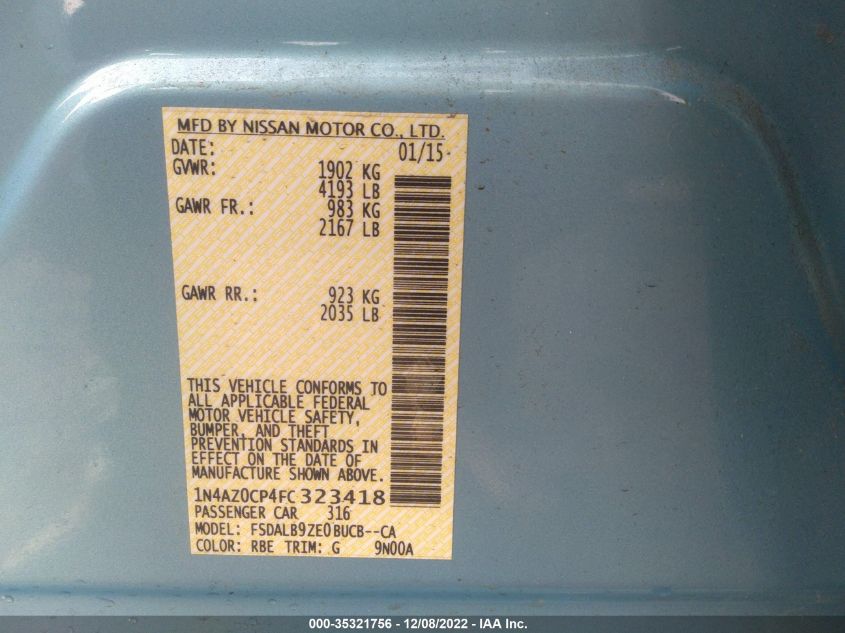 MFD BY NISSAN MOTOR CO., LTD.
DATE: 01/15
GVWR: 1902 KG
4193 LB
GAWR FR.: 983 KG
2167 LB
GAWR RR.: 923 KG
2035 LB
THIS VEHICLE CONFORMS TO
ALL APPLICABLE FEDERAL
MOTOR VEHICLE SAFETY,
BUMPER, AND THEFT
PREVENTION STANDARDS IN
EFFECT ON THE DATE OF
MANUFACTURE SHOWN ABOVE.
1N4AZ0CP4FC323418
PASSENGER CAR 316
MODEL: FSDALB9ZE0BUCB--CA
COLOR: RBE TRIM: G 9N00A
000-35321756 - 12/08/2022 - IAA Inc.